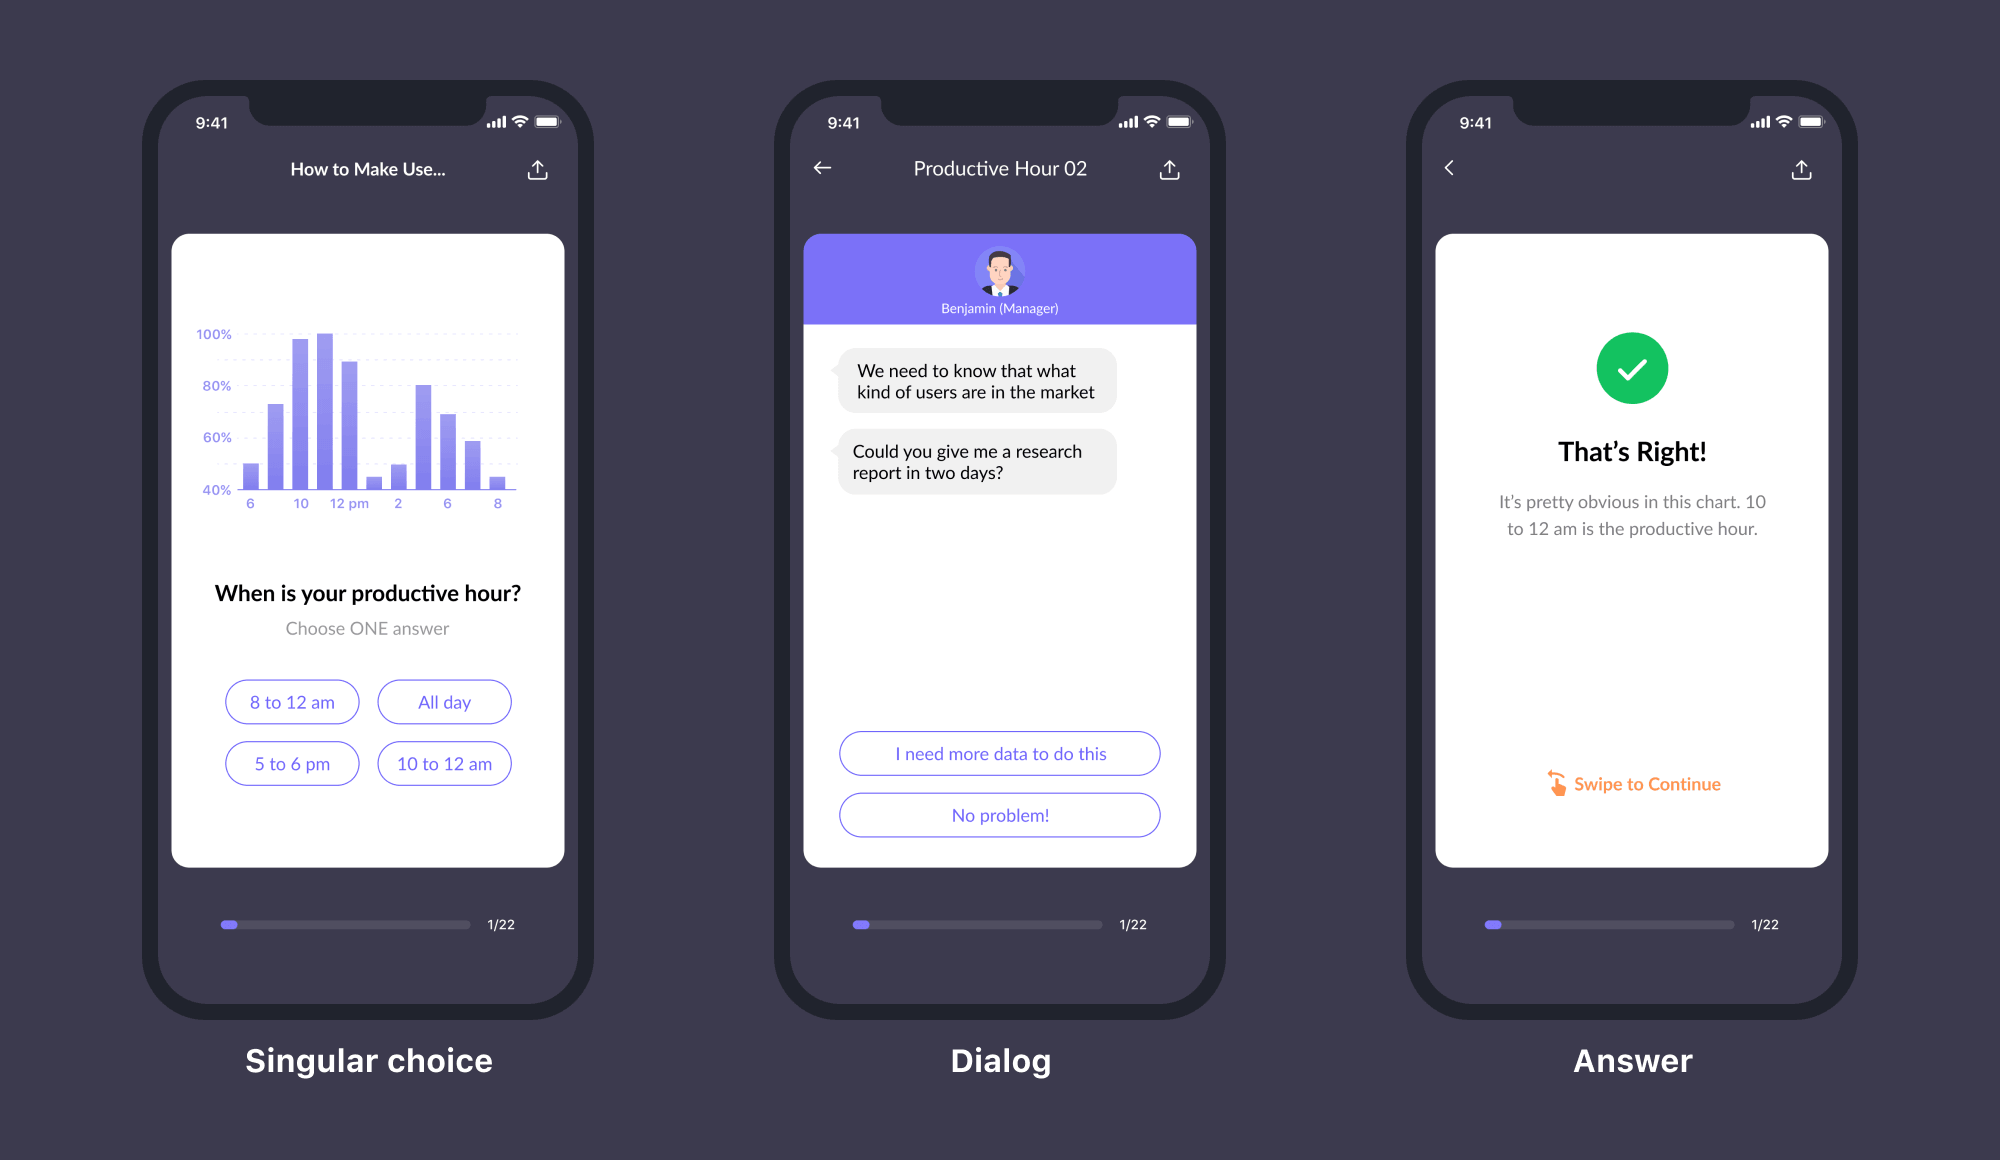 9:41
How to Make Use...
100%
80%
60%
40%
6 10 12 pm 2 6 8
When is your productive hour?
Choose ONE answer
8 to 12 am
All day
5 to 6 pm
10 to 12 am
1/22
Singular choice
9:41
Productive Hour 02
Benjamin (Manager)
We need to know that what
kind of users are in the market
Could you give me a research
report in two days?
I need more data to do this
No problem!
1/22
Dialog
9:41
That's Right!
It's pretty obvious in this chart. 10
to 12 am is the productive hour.
Swipe to Continue
1/22
Answer